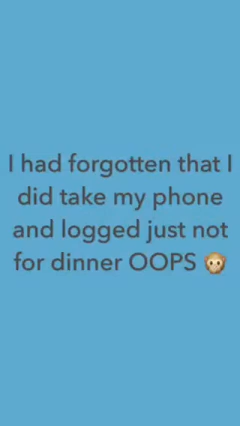 I had forgotten that I
did take my phone
and logged just not
for dinner OOPS 🐵